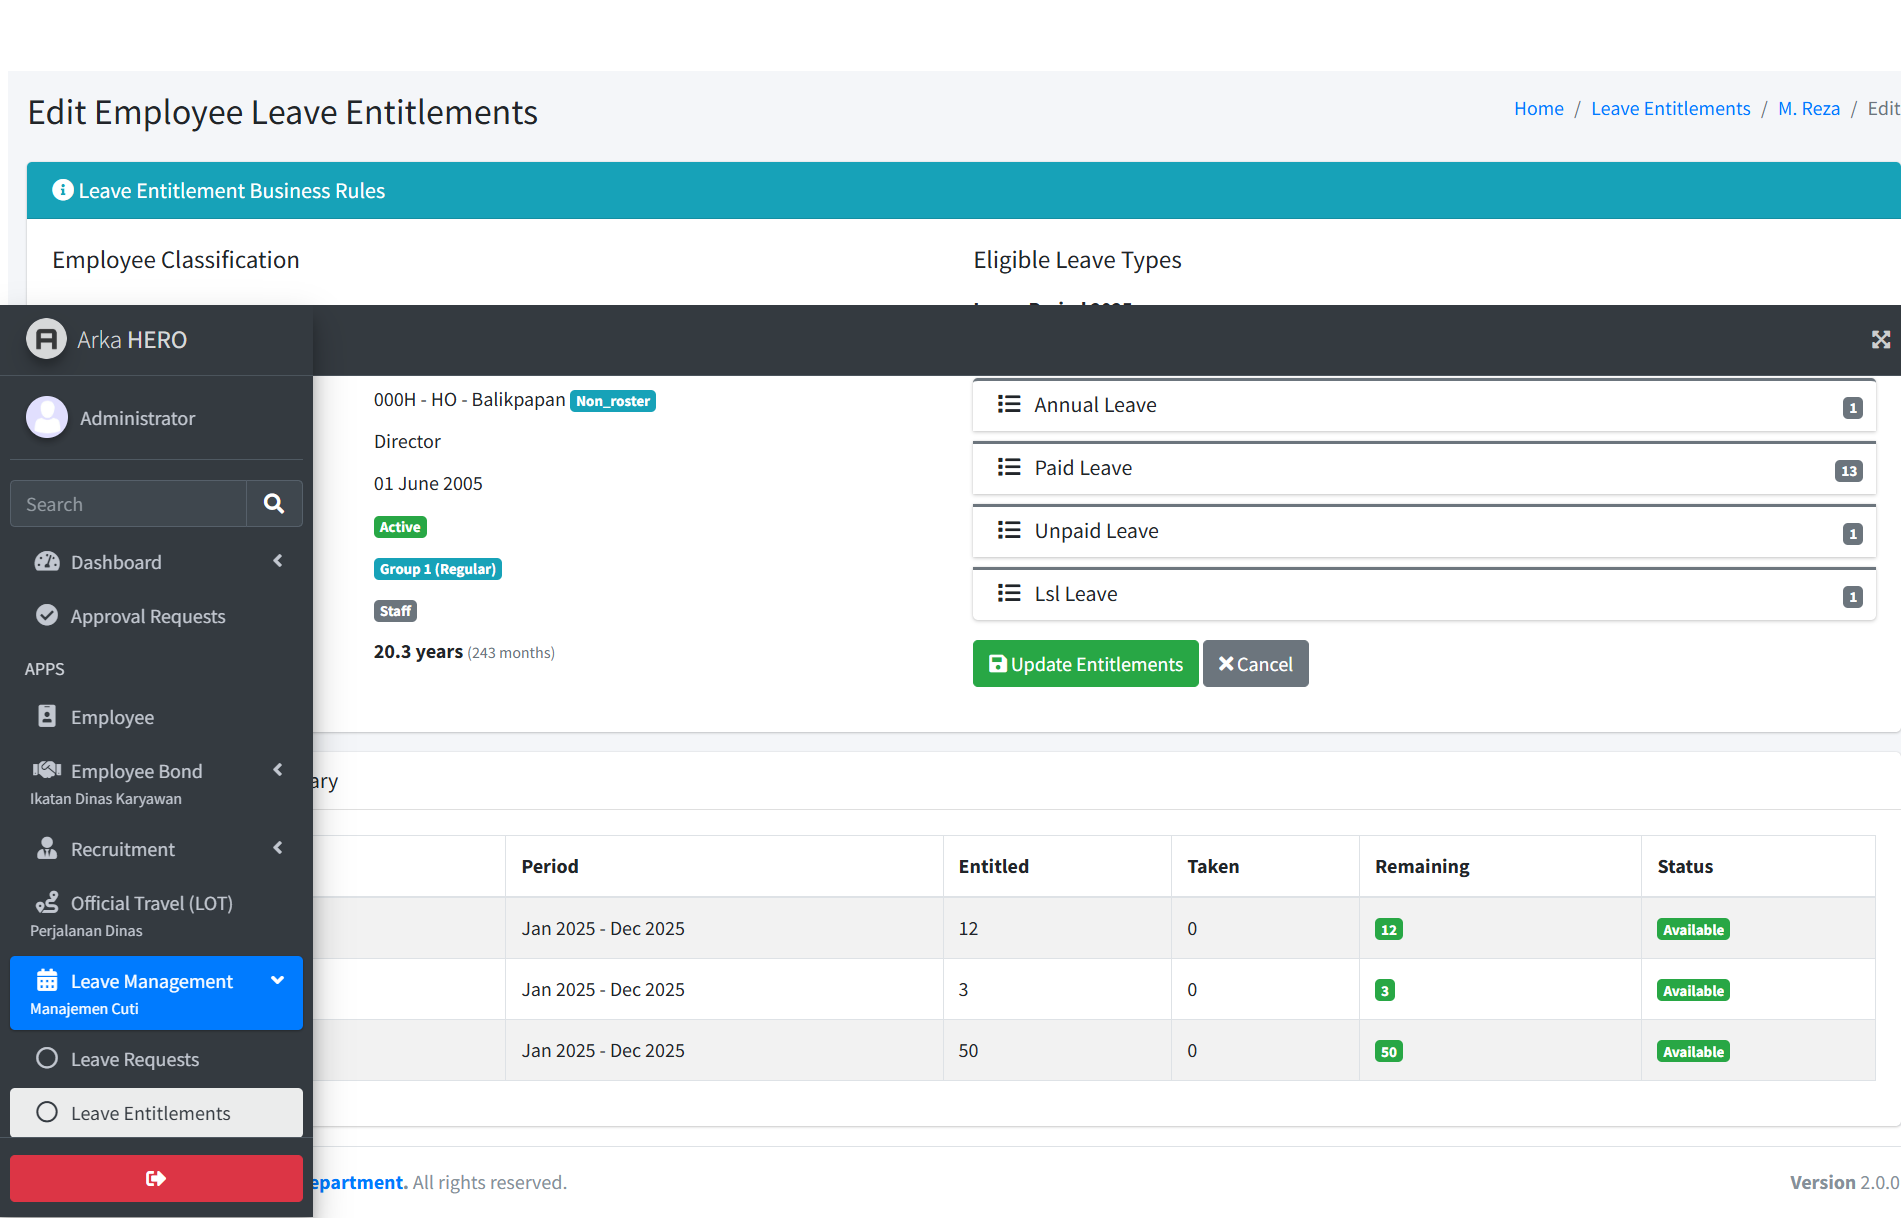 Edit Employee Leave Entitlements
Home / Leave Entitlements / M. Reza / Edit
Leave Entitlement Business Rules
Employee Classification
Eligible Leave Types
Arka HERO
Administrator
Search
Dashboard
Approval Requests
APPS
Employee
Employee Bond
Ikatan Dinas Karyawan
Recruitment
Official Travel (LOT)
Perjalanan Dinas
Leave Management
Manajemen Cuti
Leave Requests
Leave Entitlements
000H - HO - Balikpapan Non_roster
Director
01 June 2005
Active
Group 1 (Regular)
Staff
20.3 years (243 months)
Annual Leave 1
Paid Leave 13
Unpaid Leave 1
Lsl Leave 1
Update Entitlements Cancel
ary
Period Entitled Taken Remaining Status
Jan 2025 - Dec 2025 12 0 12 Available
Jan 2025 - Dec 2025 3 0 3 Available
Jan 2025 - Dec 2025 50 0 50 Available
epartment. All rights reserved.
Version 2.0.0